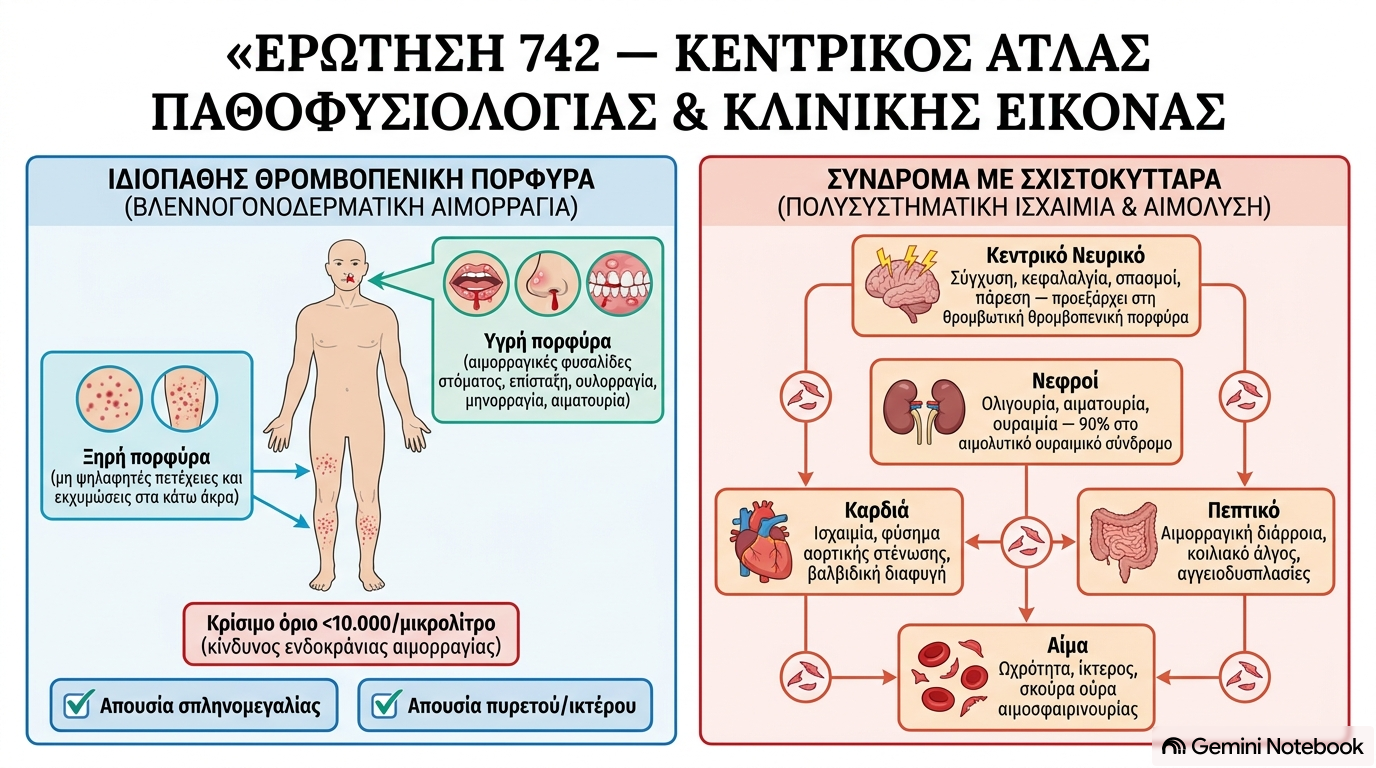 «ΕΡΩΤΗΣΗ 742 — ΚΕΝΤΡΙΚΟΣ ΑΤΛΑΣ
ΠΑΘΟΦΥΣΙΟΛΟΓΙΑΣ & ΚΛΙΝΙΚΗΣ ΕΙΚΟΝΑΣ
ΙΔΙΟΠΑΘΗΣ ΘΡΟΜΒΟΠΕΝΙΚΗ ΠΟΡΦΥΡΑ
(ΒΛΕΝΝΟΓΟΝΟΔΕΡΜΑΤΙΚΗ ΑΙΜΟΡΡΑΓΙΑ)
Υγρή πορφύρα
(αιμορραγικές φυσαλίδες
στόματος, επίσταξη, ουλορραγία,
μηνορραγία, αιματουρία)
Ξηρή πορφύρα
(μη ψηλαφητές πετέχειες και
εκχυμώσεις στα κάτω άκρα)
Κρίσιμο όριο <10.000/μικρολίτρο
(κίνδυνος ενδοκράνιας αιμορραγίας)
Απουσία σπληνομεγαλίας
Απουσία πυρετού/ικτέρου
ΣΥΝΔΡΟΜΑ ΜΕ ΣΧΙΣΤΟΚΥΤΤΑΡΑ
(ΠΟΛΥΣΥΣΤΗΜΑΤΙΚΗ ΙΣΧΑΙΜΙΑ & ΑΙΜΟΛΥΣΗ)
Κεντρικό Νευρικό
Σύγχυση, κεφαλαλγία, σπασμοί,
πάρεση — προεξάρχει στη
θρομβωτική θρομβοπενική πορφύρα
Νεφροί
Ολιγουρία, αιματουρία,
ουραιμία — 90% στο
αιμολυτικό ουραιμικό σύνδρομο
Καρδιά
Ισχαιμία, φύσημα
αορτικής στένωσης,
βαλβιδική διαφυγή
Πεπτικό
Αιμορραγική διάρροια,
κοιλιακό άλγος,
αγγειοδυσπλασίες
Αίμα
Ωχρότητα, ίκτερος,
σκούρα ούρα
αιμοσφαιρινουρίας
Gemini Notebook